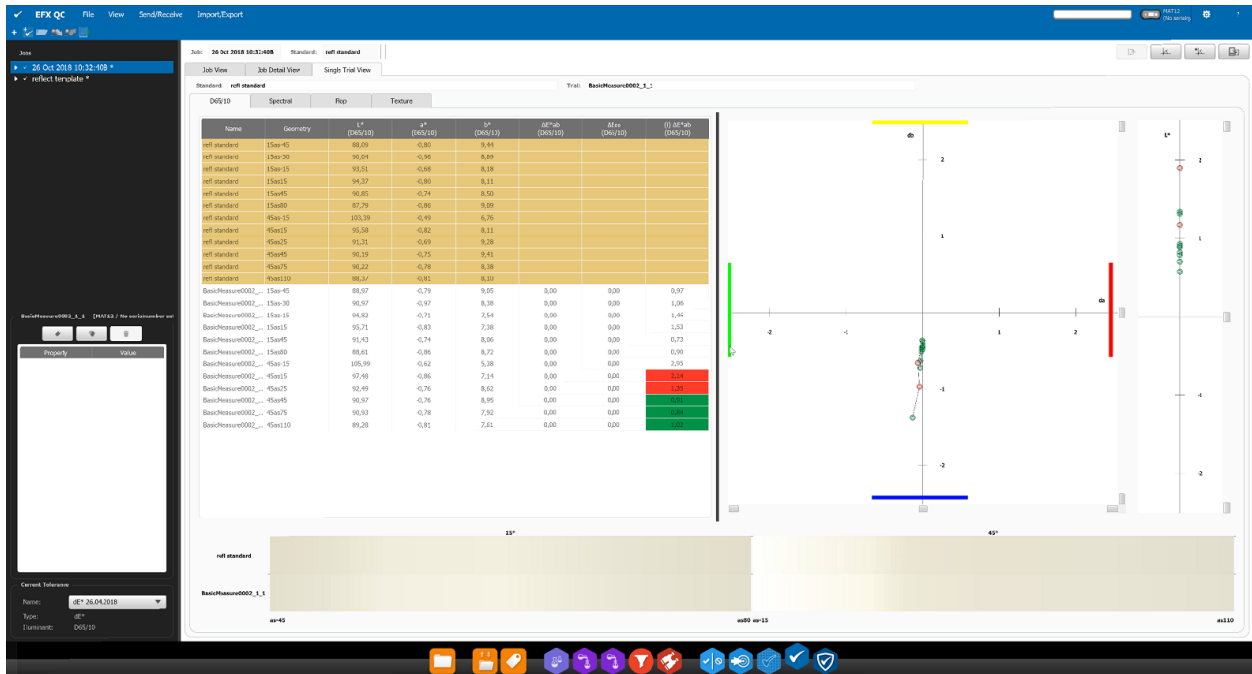 EFX QC File View Send/Receive Import/Export
MAT12
Jobs
26 Oct 2018 10:32:40B *
reflect template *
Job: 26 Oct 2018 10:32:40B Standard: refl standard
Job View Job Detail View Single Trial View
Standard: refl standard Trial: BasicMeasure0002_1_1
D65/10 Spectral Flop Texture
Name Geometry L* (D65/10) a* (D65/10) b* (D65/10) ΔE*ab (D65/10) ΔE₀₀ (D65/10) (i) ΔE*ab (D65/10)
refl standard 15as-45 88,09 -0,80 9,44
refl standard 15as-30 90,04 -0,96 8,89
refl standard 15as-15 93,51 -0,68 8,18
refl standard 15as15 94,37 -0,80 8,11
refl standard 15as45 90,85 -0,74 8,50
refl standard 15as80 87,79 -0,86 9,09
refl standard 45as-15 103,39 -0,49 6,76
refl standard 45as15 95,58 -0,82 8,11
refl standard 45as25 91,31 -0,69 9,28
refl standard 45as45 90,19 -0,75 9,41
refl standard 45as75 90,22 -0,78 8,38
refl standard 45as110 88,37 -0,81 8,10
BasicMeasure0002_... 15as-45 88,97 -0,79 9,05 0,00 0,00 0,97
BasicMeasure0002_... 15as-30 90,97 -0,97 8,38 0,00 0,00 1,06
BasicMeasure0002_... 15as-15 94,82 -0,71 7,54 0,00 0,00 1,46
BasicMeasure0002_... 15as15 95,71 -0,83 7,38 0,00 0,00 1,53
BasicMeasure0002_... 15as45 91,43 -0,74 8,06 0,00 0,00 0,73
BasicMeasure0002_... 15as80 88,61 -0,86 8,72 0,00 0,00 0,90
BasicMeasure0002_... 45as-15 105,99 -0,62 5,38 0,00 0,00 2,95
BasicMeasure0002_... 45as15 97,48 -0,86 7,14 0,00 0,00 2,14
BasicMeasure0002_... 45as25 92,49 -0,76 8,62 0,00 0,00 1,35
BasicMeasure0002_... 45as45 90,97 -0,76 8,95 0,00 0,00 0,91
BasicMeasure0002_... 45as75 90,93 -0,78 7,92 0,00 0,00 0,84
BasicMeasure0002_... 45as110 89,28 -0,81 7,61 0,00 0,00 1,02
db
2
1
da
-2 1 2
-1
-2
L*
2
1
-1
-2
BasicMeasure0002_1_1 [MAT12 / No serialnumber
Property Value
15° 45°
refl standard
BasicMeasure0002_1_1
as-45 as80 as-15 as110
Current Tolerance
Name: dE* 26.04.2018
Type: dE*
Illuminant: D65/10